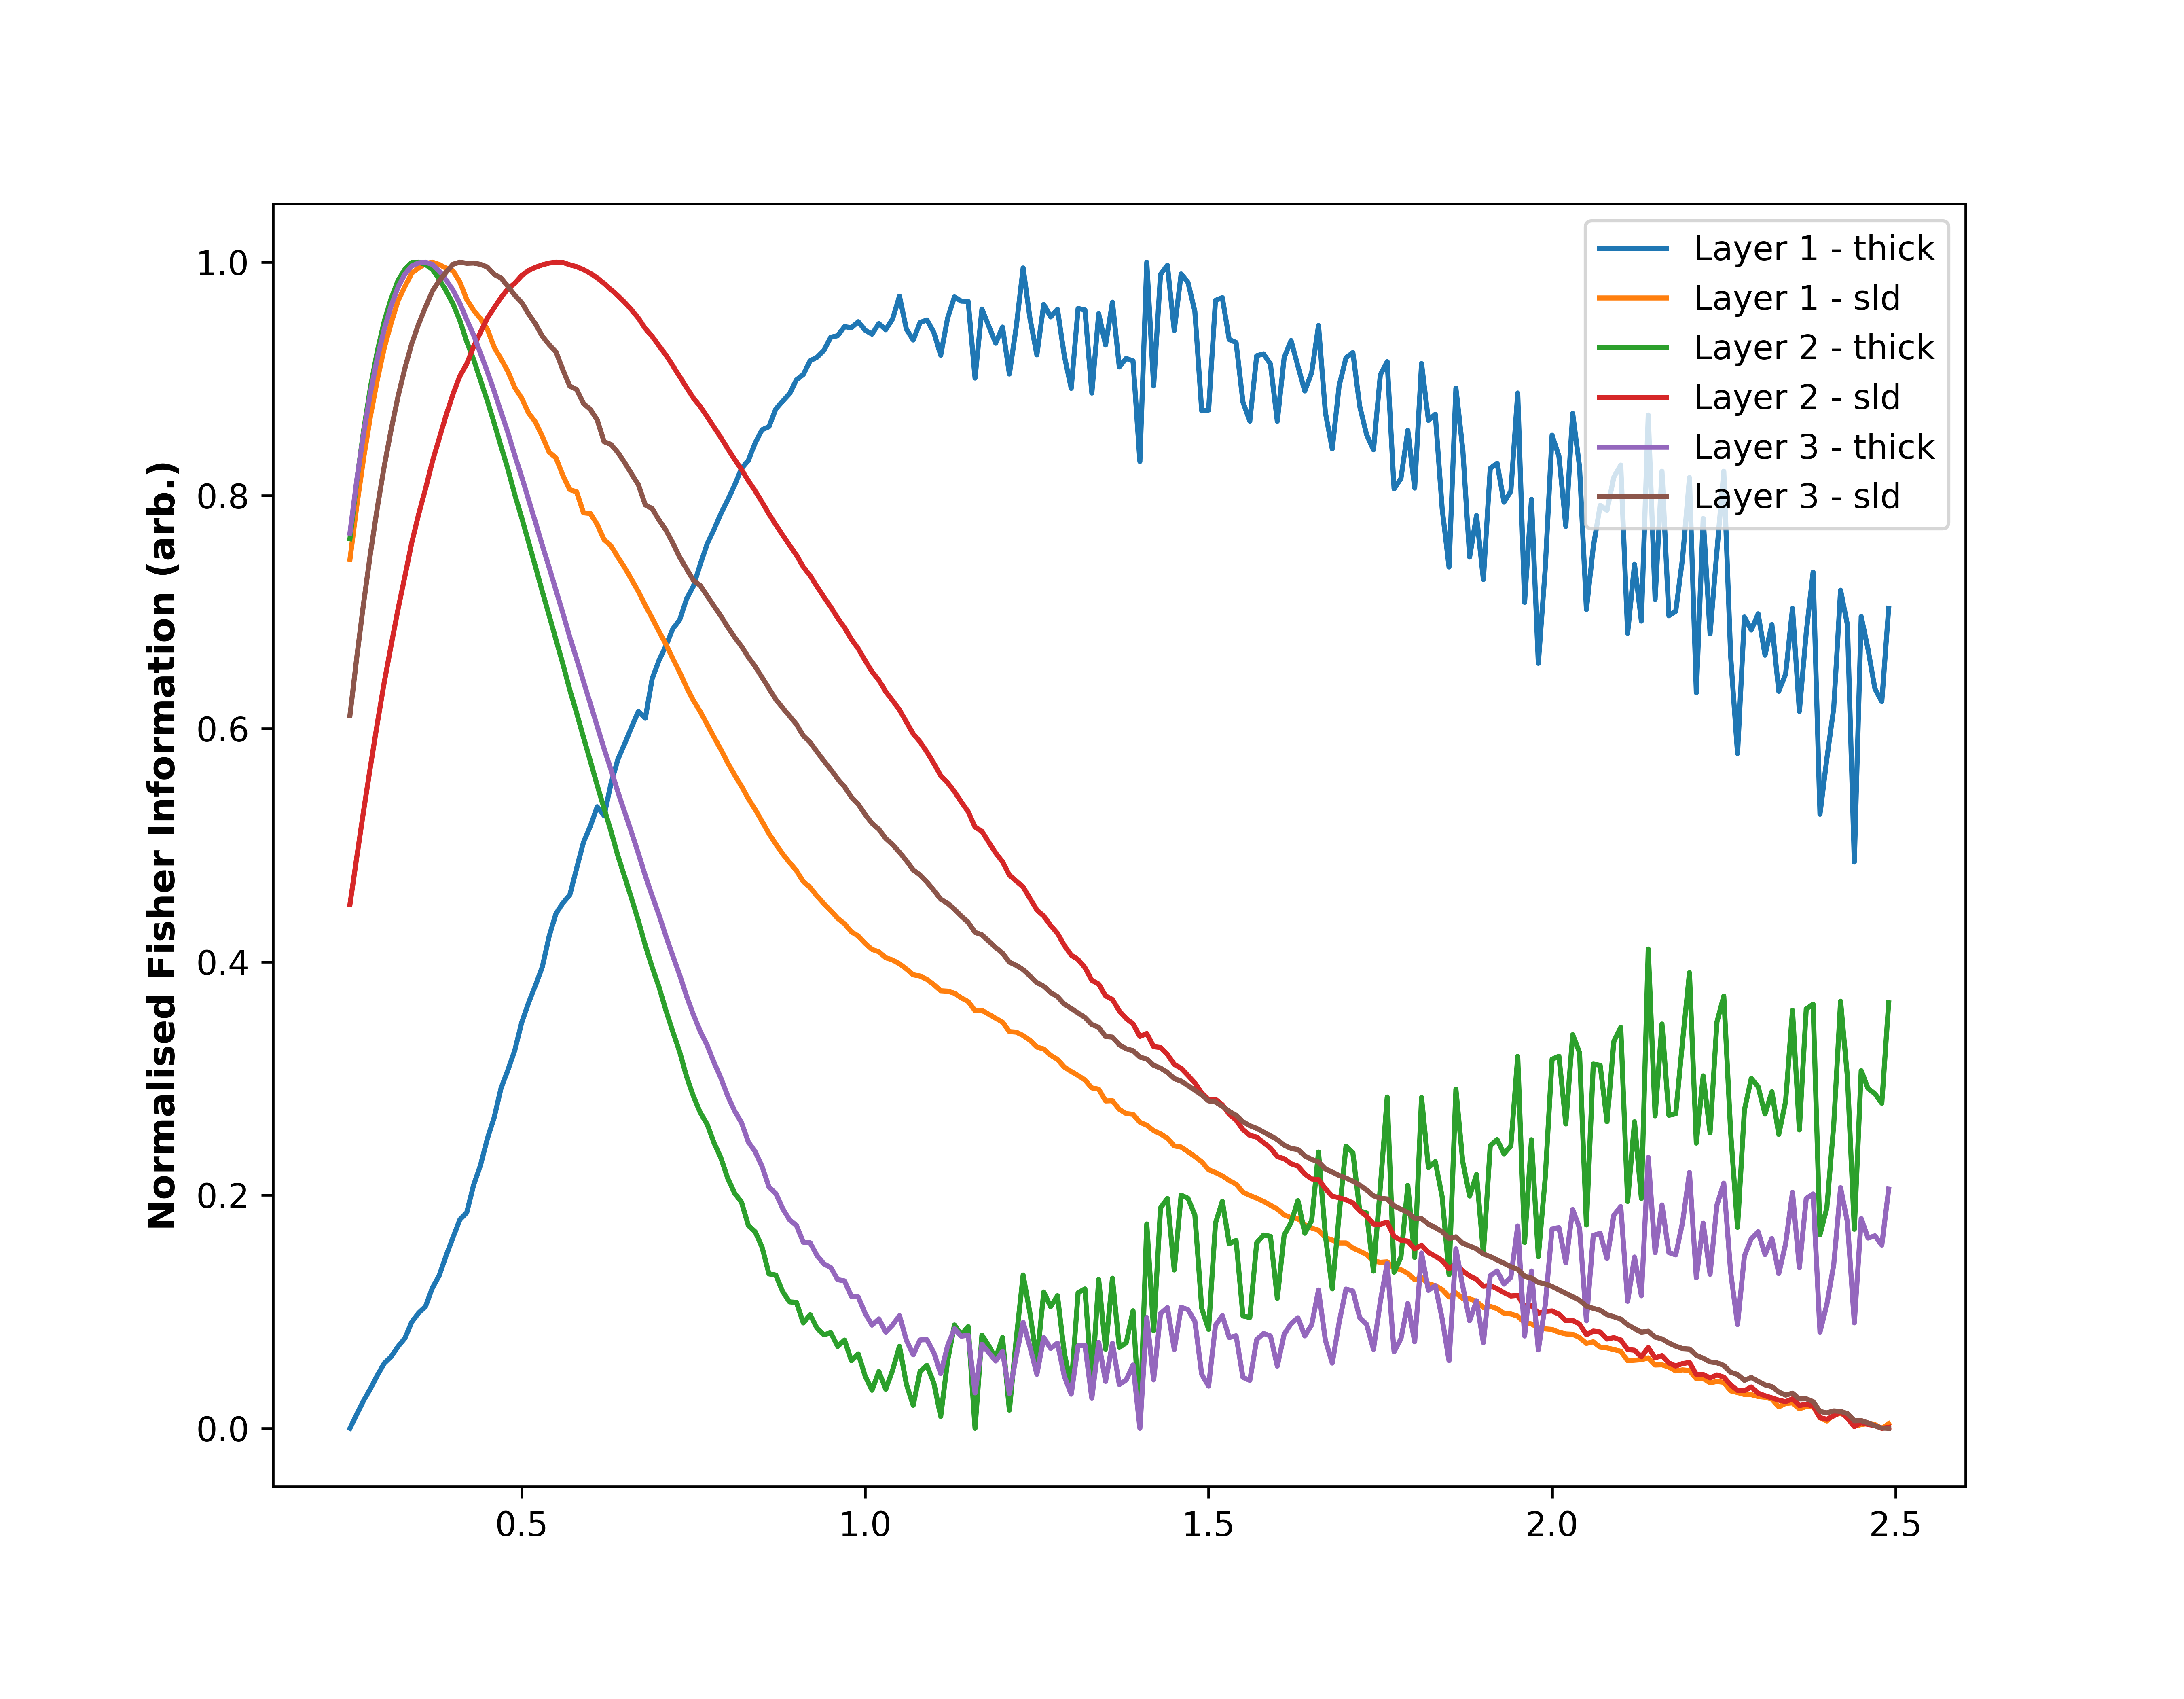 Normalised Fisher Information (arb.)
1.0
0.8
0.6
0.4
0.2
0.0
0.5
1.0
1.5
2.0
2.5
Layer 1 - thick
Layer 1 - sld
Layer 2 - thick
Layer 2 - sld
Layer 3 - thick
Layer 3 - sld